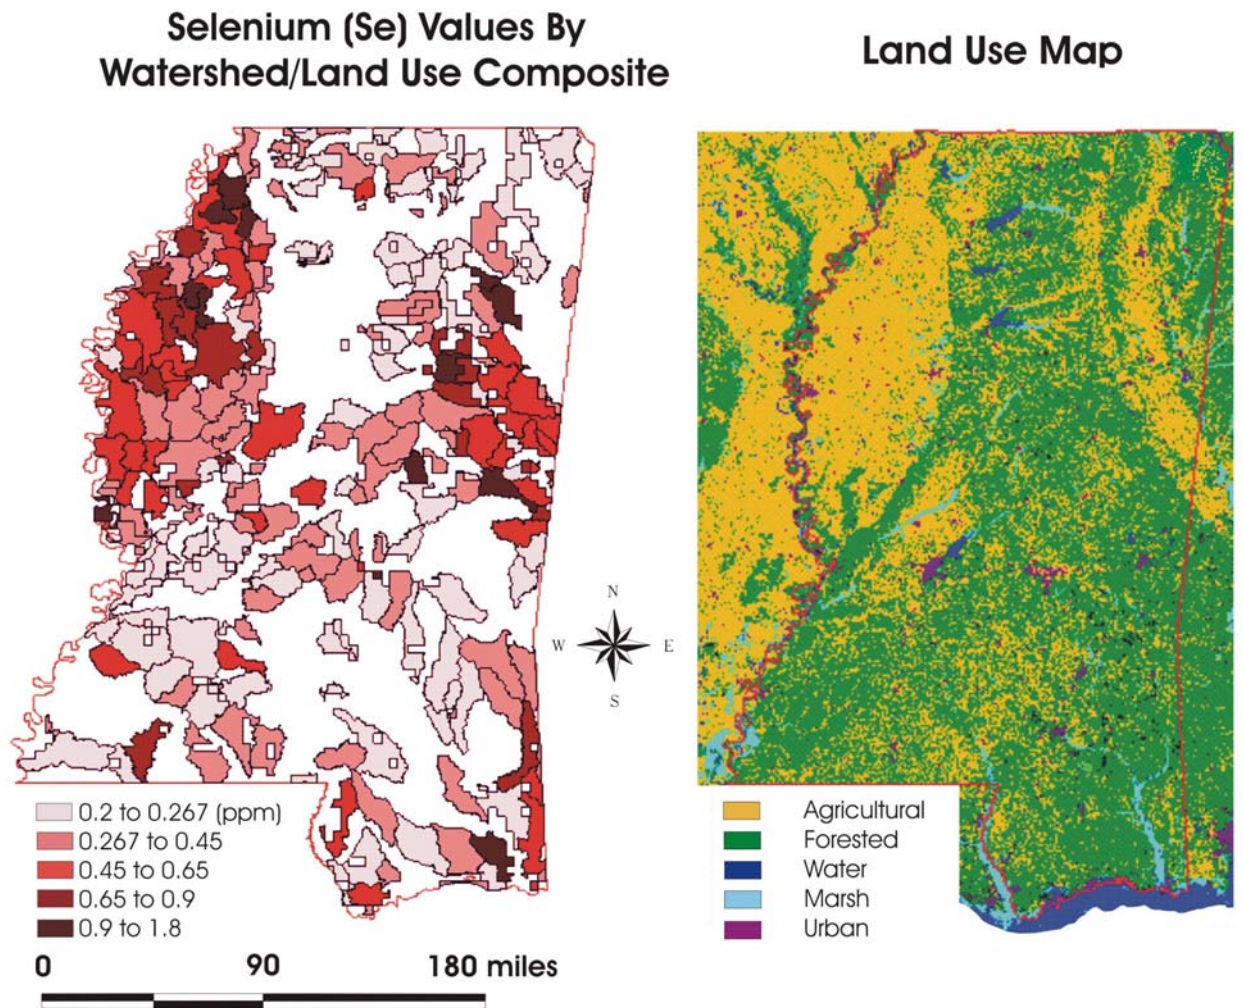 Selenium (Se) Values By
Watershed/Land Use Composite
Land Use Map
N
W
E
S
0.2 to 0.267 (ppm)
0.267 to 0.45
0.45 to 0.65
0.65 to 0.9
0.9 to 1.8
0
90
180 miles
Agricultural
Forested
Water
Marsh
Urban